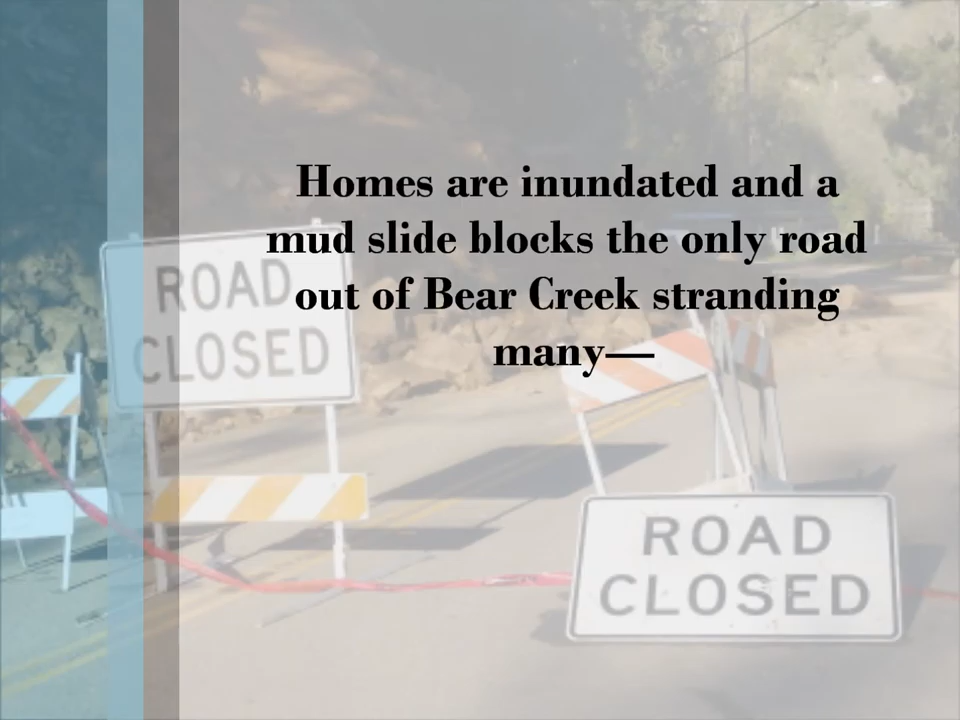 Homes are inundated and a
mud slide blocks the only road
out of Bear Creek stranding
many—
ROAD
CLOSED
ROAD
CLOSED